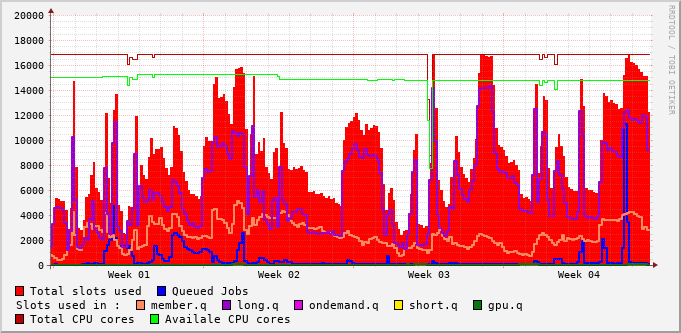 20000
18000
16000
14000
12000
10000
8000
6000
4000
2000
0
Week 01 Week 02 Week 03 Week 04
RRDTOOL / TOBI OETIKER
Total slots used Queued Jobs
Slots used in : member.q long.q ondemand.q short.q gpu.q
Total CPU cores Availale CPU cores